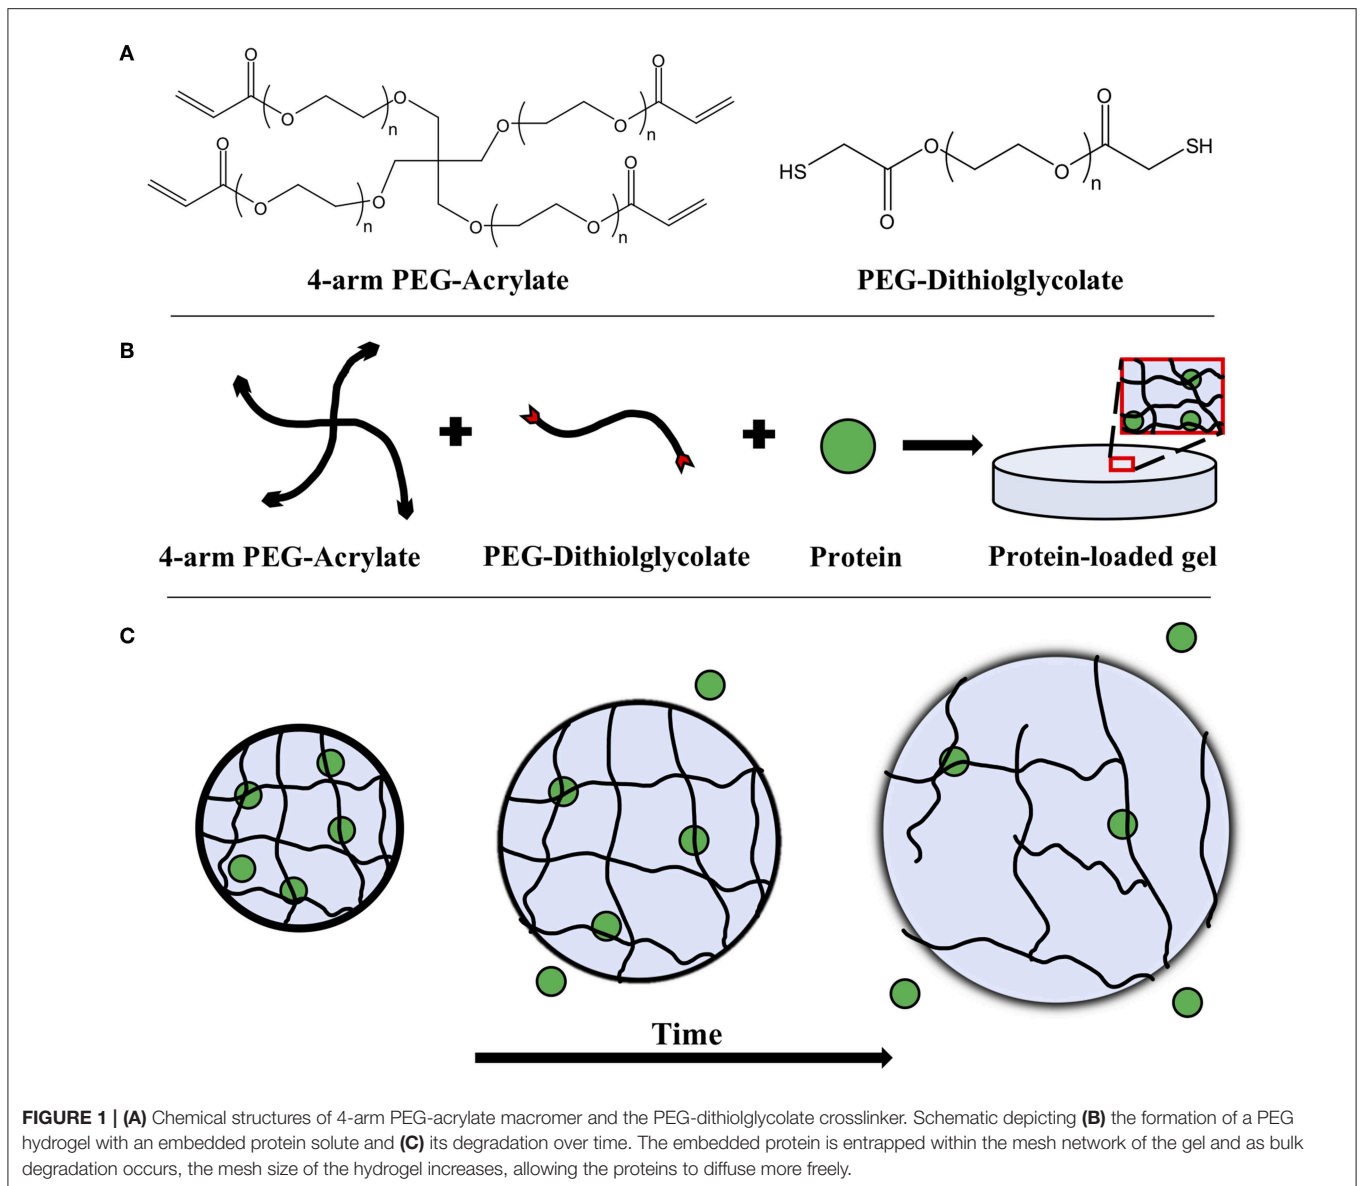 A
O
O
O
O
O
O
n
n
O
O
O
O
O
O
n
n
O
HS
O
O
O
n
SH
4-arm PEG-Acrylate
PEG-Dithiolglycolate
B
4-arm PEG-Acrylate
PEG-Dithiolglycolate
Protein
Protein-loaded gel
C
Time
FIGURE 1 | (A) Chemical structures of 4-arm PEG-acrylate macromer and the PEG-dithiolglycolate crosslinker. Schematic depicting (B) the formation of a PEG
hydrogel with an embedded protein solute and (C) its degradation over time. The embedded protein is entrapped within the mesh network of the gel and as bulk
degradation occurs, the mesh size of the hydrogel increases, allowing the proteins to diffuse more freely.